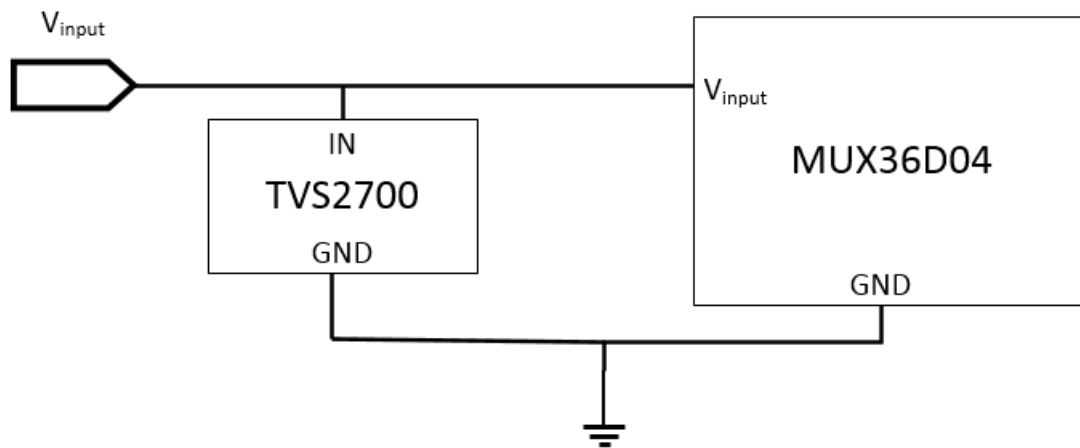 Vinput
Vinput
IN
MUX36D04
TVS2700
GND
GND